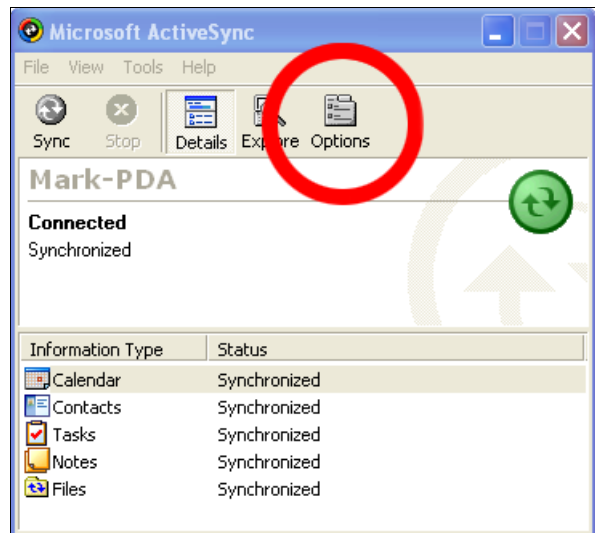 Microsoft ActiveSync
File View Tools Help
Sync Stop Details Explore Options
Mark-PDA
Connected
Synchronized
Information Type Status
Calendar Synchronized
Contacts Synchronized
Tasks Synchronized
Notes Synchronized
Files Synchronized